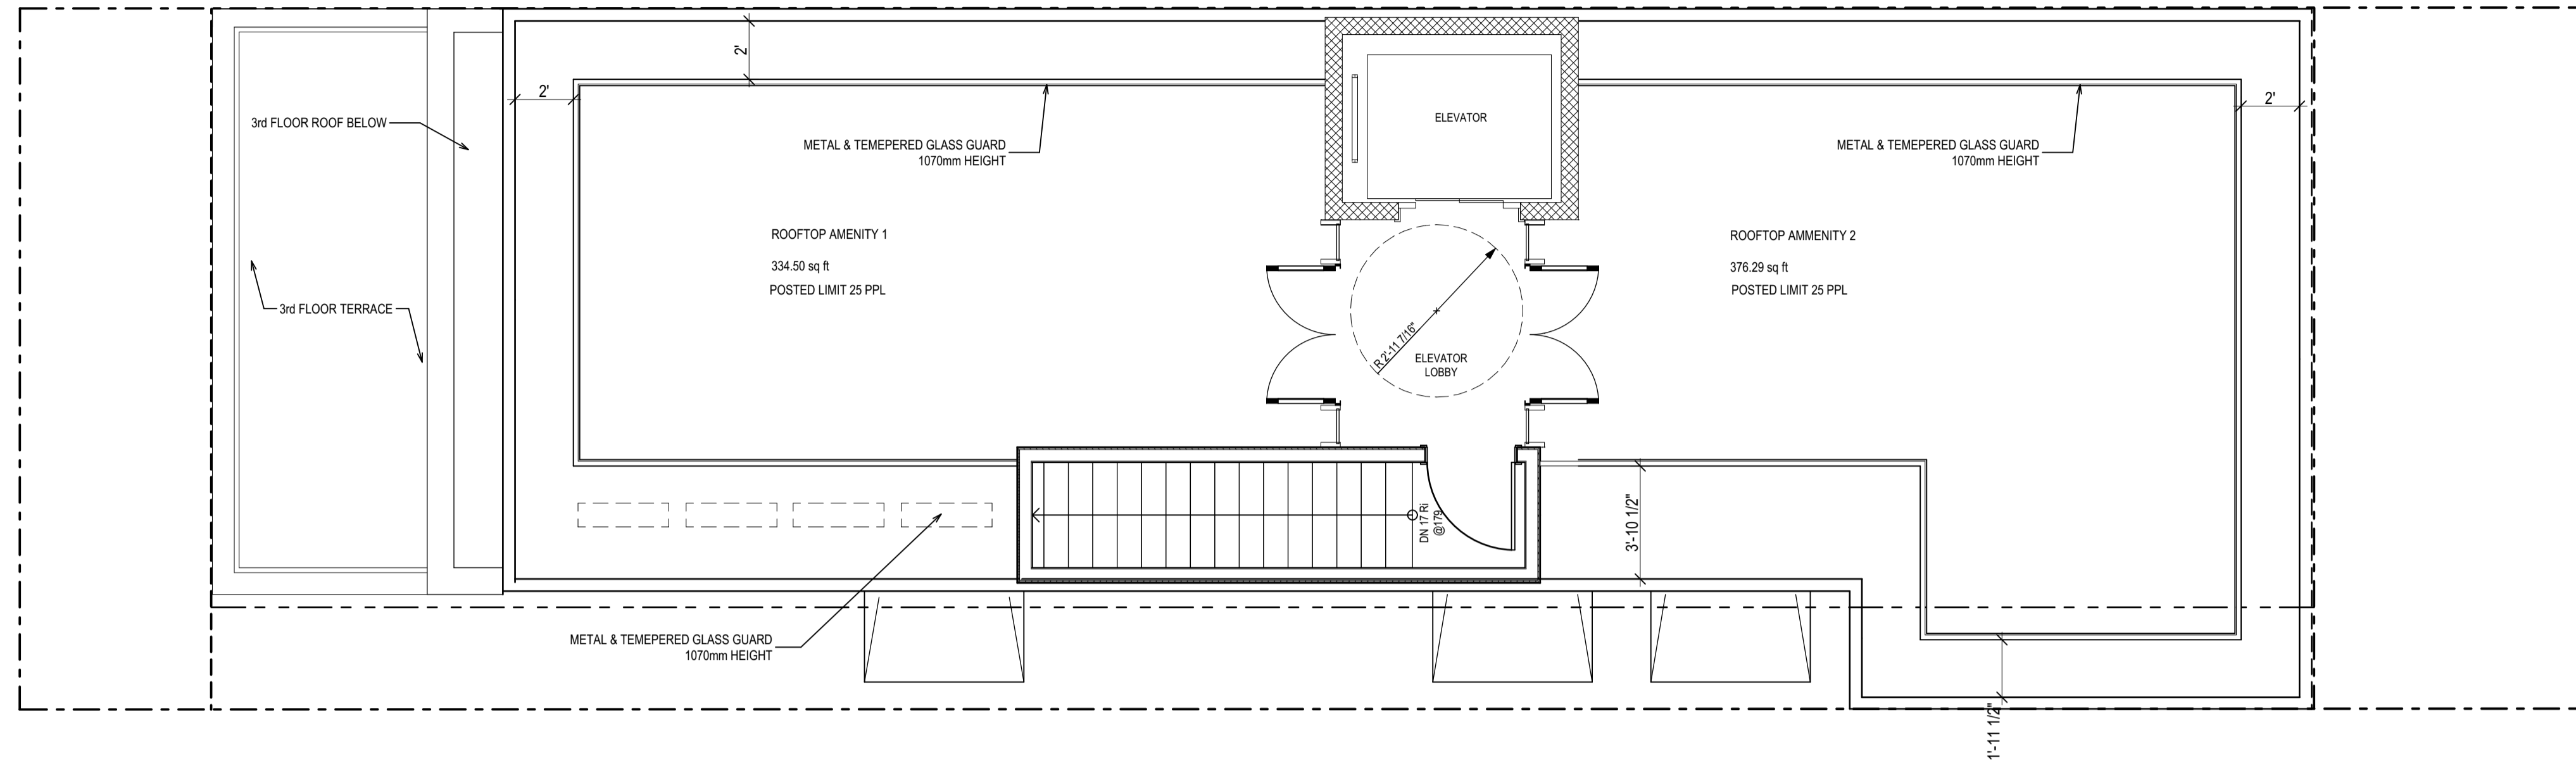 2'
2'
2'
3rd FLOOR ROOF BELOW
METAL & TEMEPERED GLASS GUARD
1070mm HEIGHT
ELEVATOR
METAL & TEMEPERED GLASS GUARD
1070mm HEIGHT
ROOFTOP AMENITY 1
334.50 sq ft
POSTED LIMIT 25 PPL
ROOFTOP AMMENITY 2
376.29 sq ft
POSTED LIMIT 25 PPL
3rd FLOOR TERRACE
R 2'-11 7/16"
ELEVATOR
LOBBY
DN 17 Ri
@179
3'-10 1/2"
METAL & TEMEPERED GLASS GUARD
1070mm HEIGHT
1'-11 1/2"